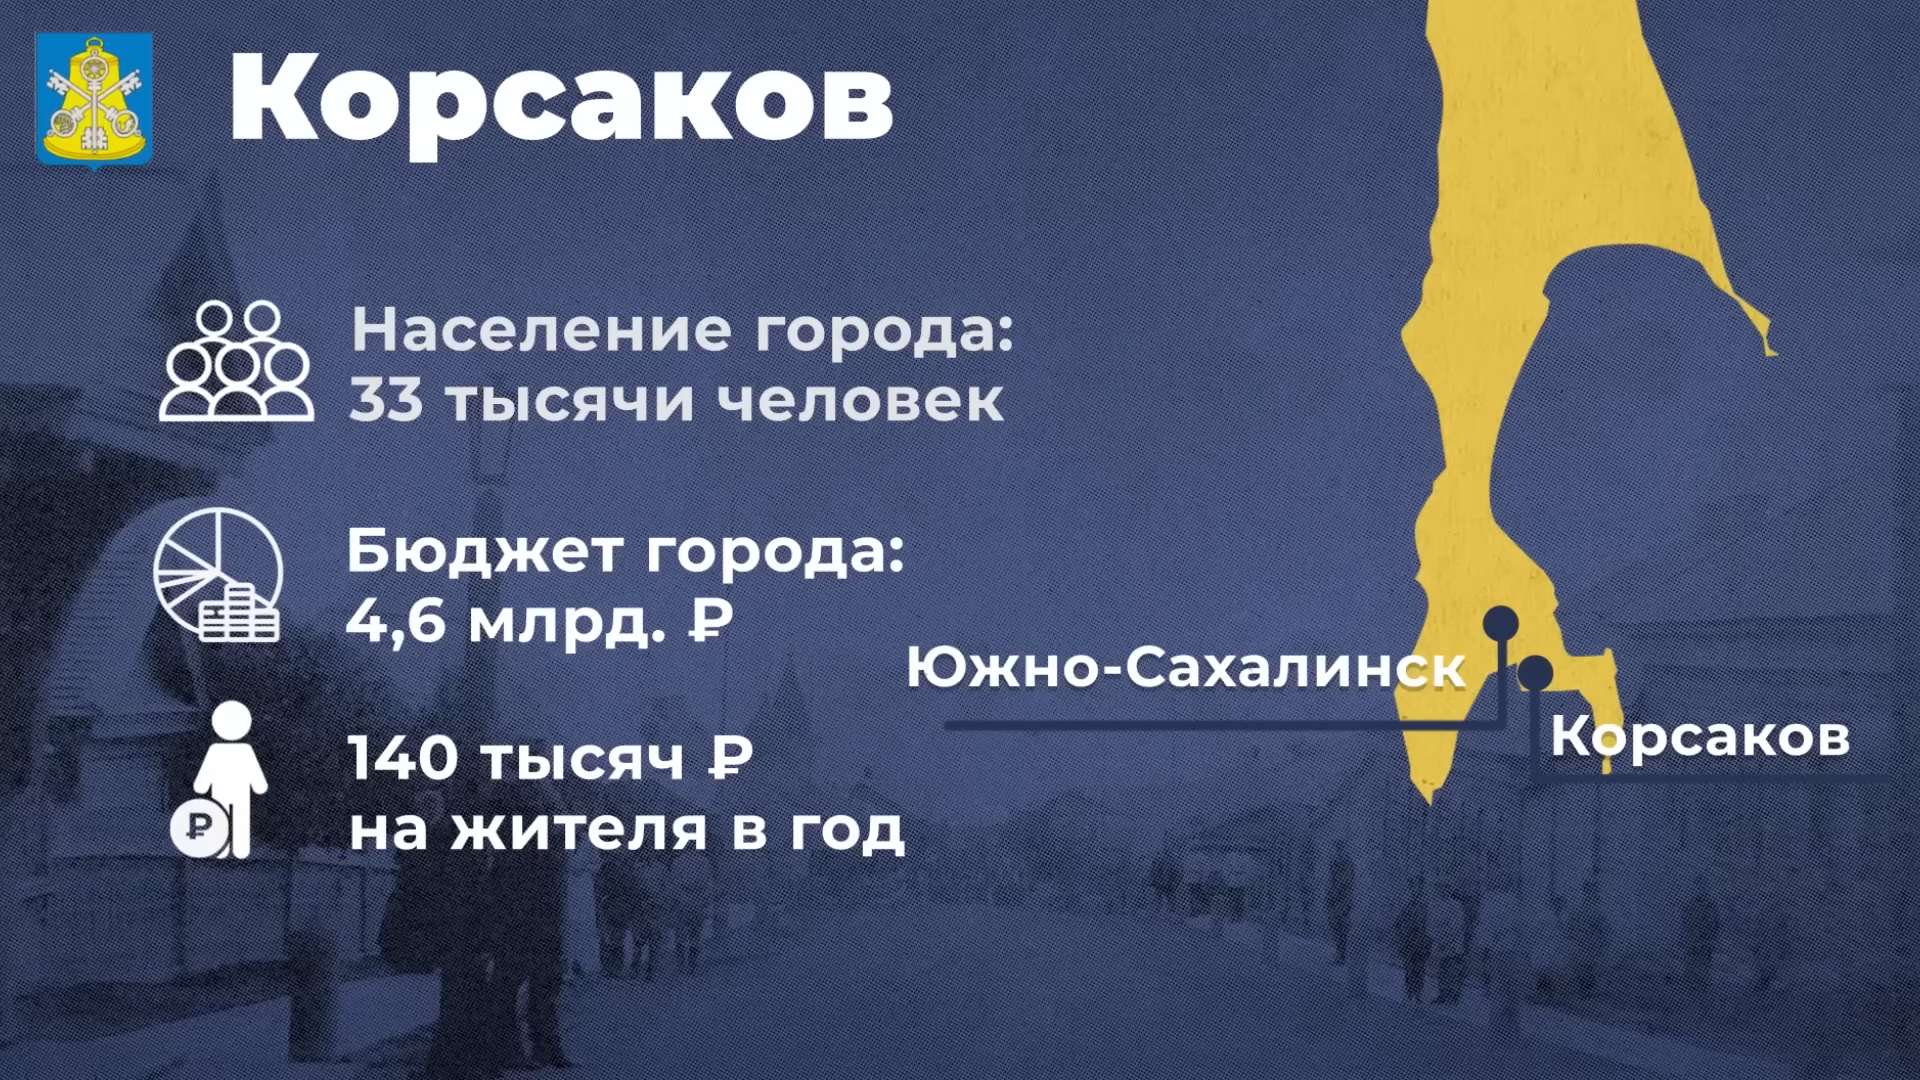 Корсаков
Население города:
33 тысячи человек
Бюджет города:
4,6 млрд. ₽
₽
140 тысяч ₽
на жителя в год
Южно-Сахалинск
Корсаков